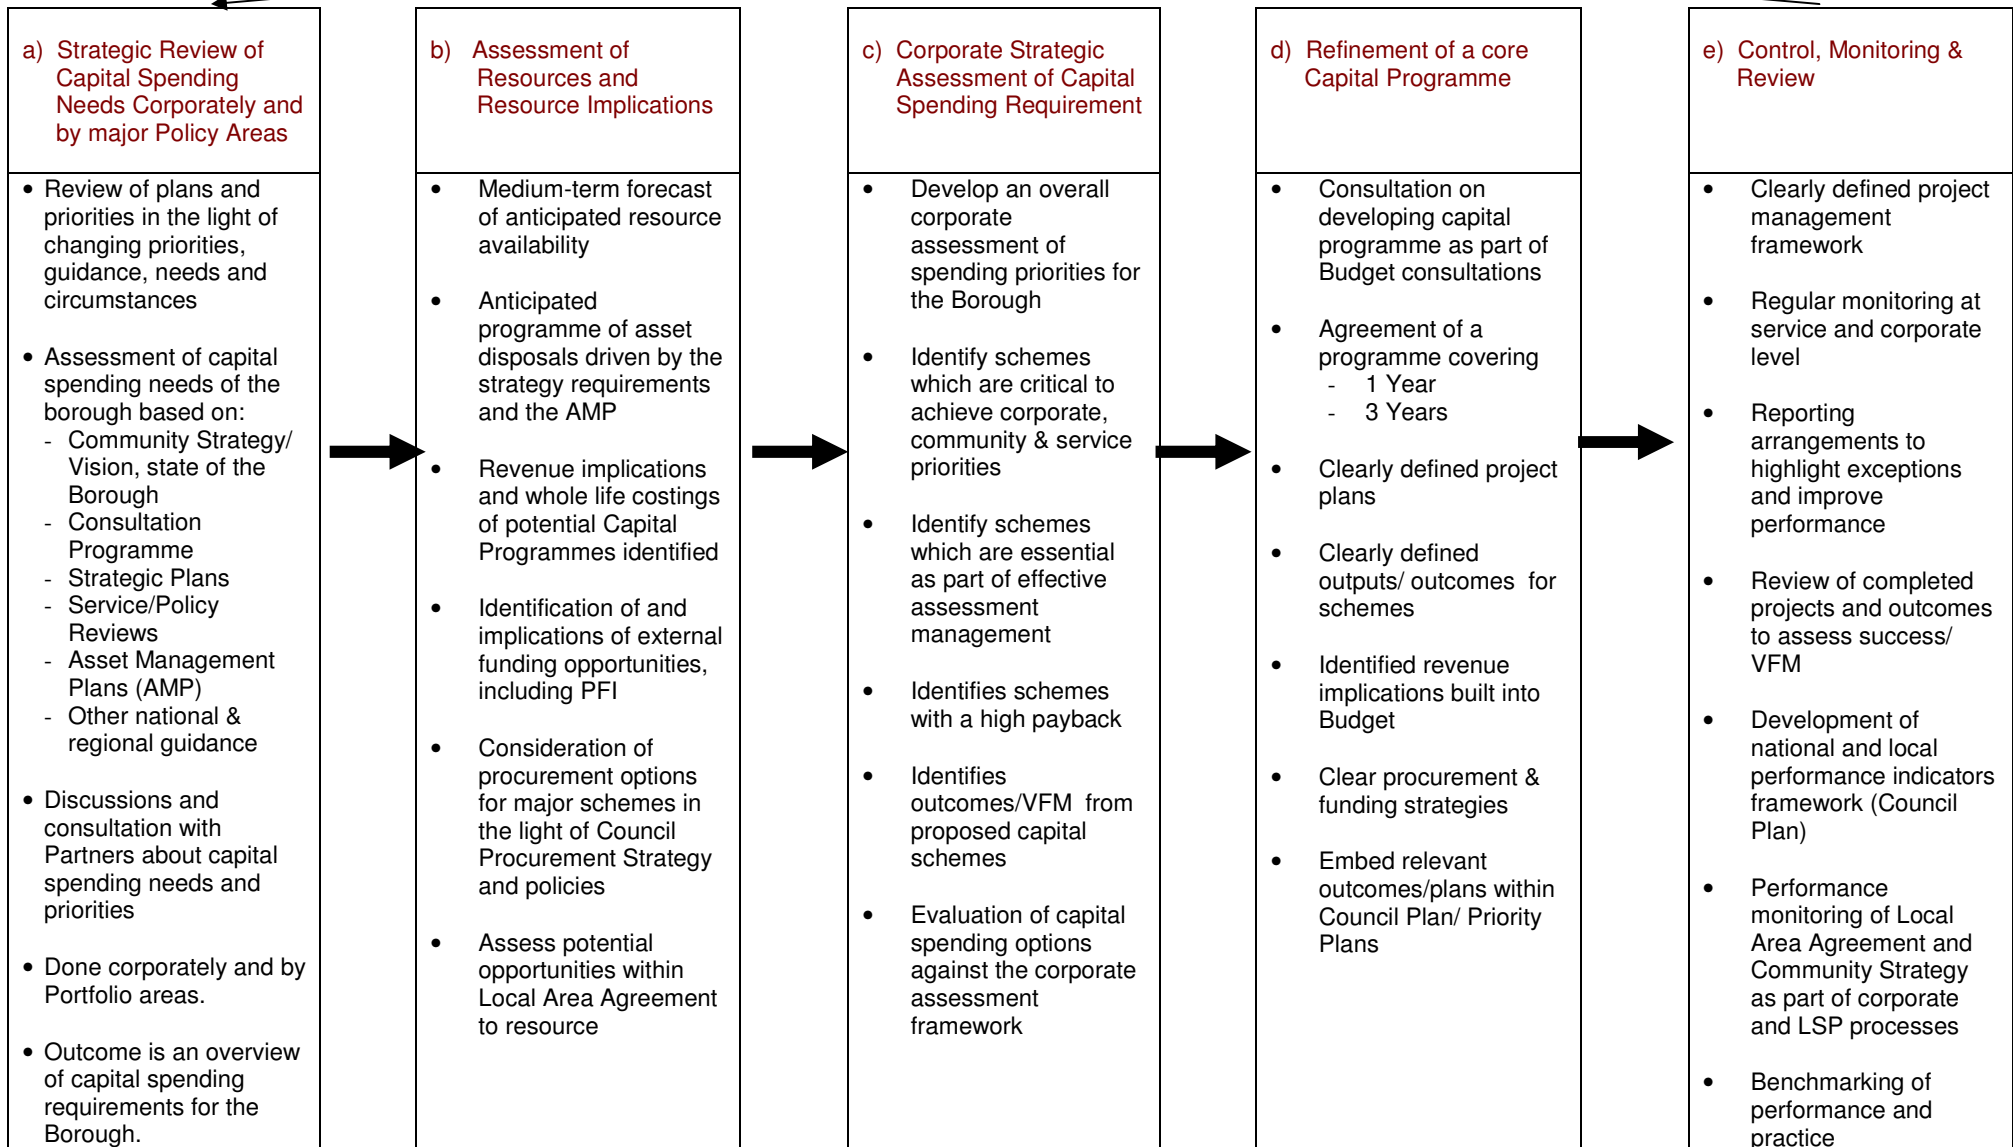 a) Strategic Review of
Capital Spending
Needs Corporately and
by major Policy Areas
• Review of plans and
priorities in the light of
changing priorities,
guidance, needs and
circumstances
• Assessment of capital
spending needs of the
borough based on:
- Community Strategy/
Vision, state of the
Borough
- Consultation
Programme
- Strategic Plans
- Service/Policy
Reviews
- Asset Management
Plans (AMP)
- Other national &
regional guidance
• Discussions and
consultation with
Partners about capital
spending needs and
priorities
• Done corporately and by
Portfolio areas.
• Outcome is an overview
of capital spending
requirements for the
Borough.
b) Assessment of
Resources and
Resource Implications
• Medium-term forecast
of anticipated resource
availability
• Anticipated
programme of asset
disposals driven by the
strategy requirements
and the AMP
• Revenue implications
and whole life costings
of potential Capital
Programmes identified
• Identification of and
implications of external
funding opportunities,
including PFI
• Consideration of
procurement options
for major schemes in
the light of Council
Procurement Strategy
and policies
• Assess potential
opportunities within
Local Area Agreement
to resource
c) Corporate Strategic
Assessment of Capital
Spending Requirement
• Develop an overall
corporate
assessment of
spending priorities for
the Borough
• Identify schemes
which are critical to
achieve corporate,
community & service
priorities
• Identify schemes
which are essential
as part of effective
assessment
management
• Identifies schemes
with a high payback
• Identifies
outcomes/VFM from
proposed capital
schemes
• Evaluation of capital
spending options
against the corporate
assessment
framework
d) Refinement of a core
Capital Programme
• Consultation on
developing capital
programme as part of
Budget consultations
• Agreement of a
programme covering
- 1 Year
- 3 Years
• Clearly defined project
plans
• Clearly defined
outputs/ outcomes for
schemes
• Identified revenue
implications built into
Budget
• Clear procurement &
funding strategies
• Embed relevant
outcomes/plans within
Council Plan/ Priority
Plans
e) Control, Monitoring &
Review
• Clearly defined project
management
framework
• Regular monitoring at
service and corporate
level
• Reporting
arrangements to
highlight exceptions
and improve
performance
• Review of completed
projects and outcomes
to assess success/
VFM
• Development of
national and local
performance indicators
framework (Council
Plan)
• Performance
monitoring of Local
Area Agreement and
Community Strategy
as part of corporate
and LSP processes
• Benchmarking of
performance and
practice